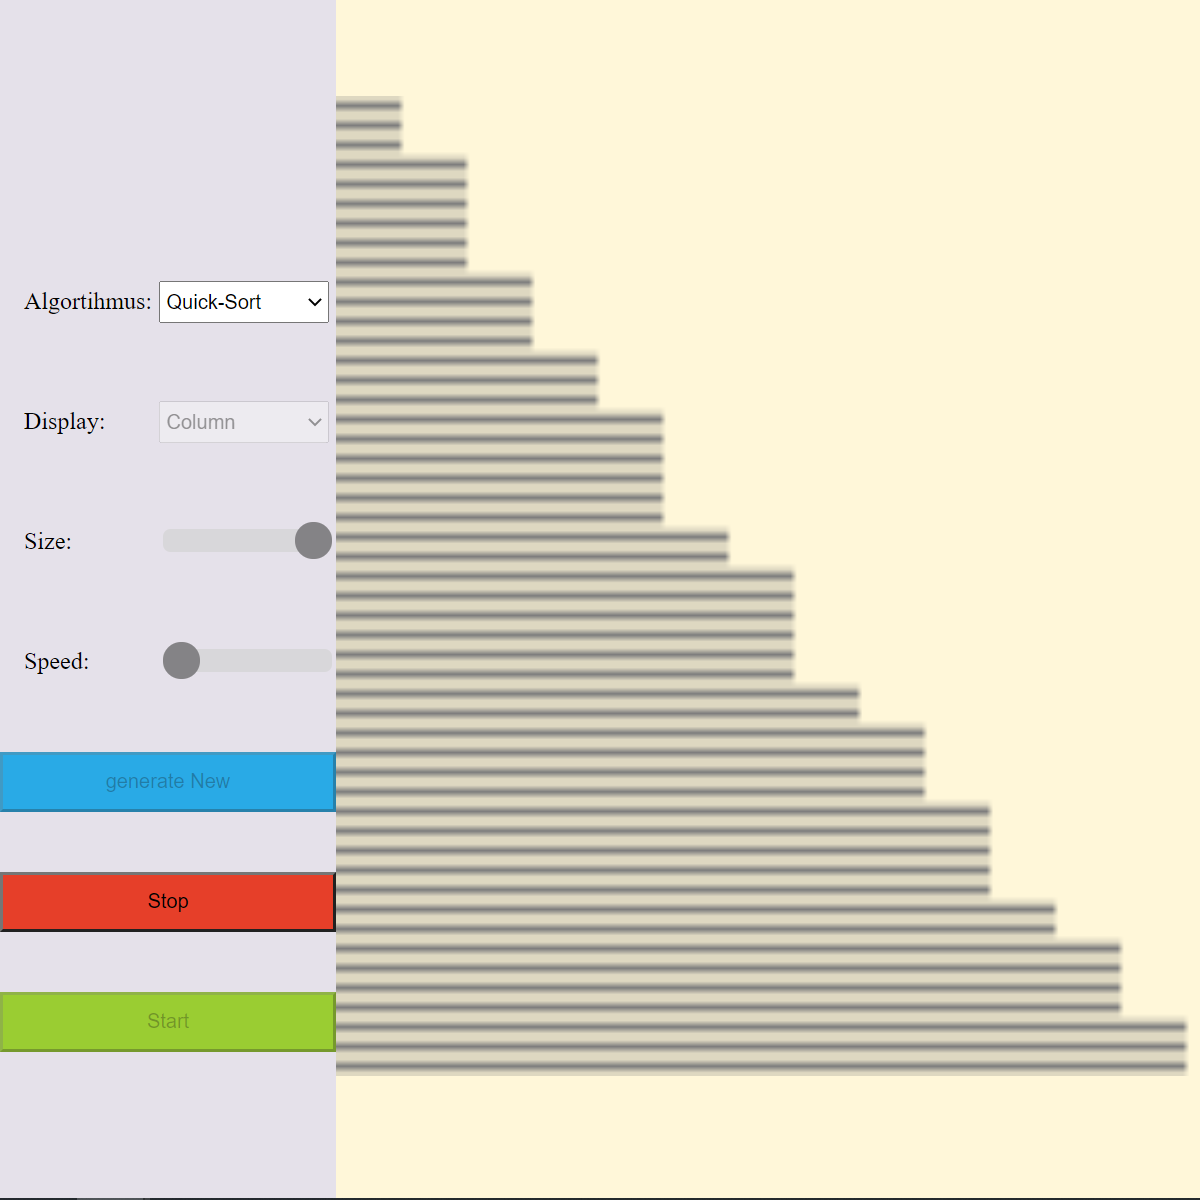 Algortihmus: Quick-Sort
Display: Column
Size:
Speed:
generate New
Stop
Start